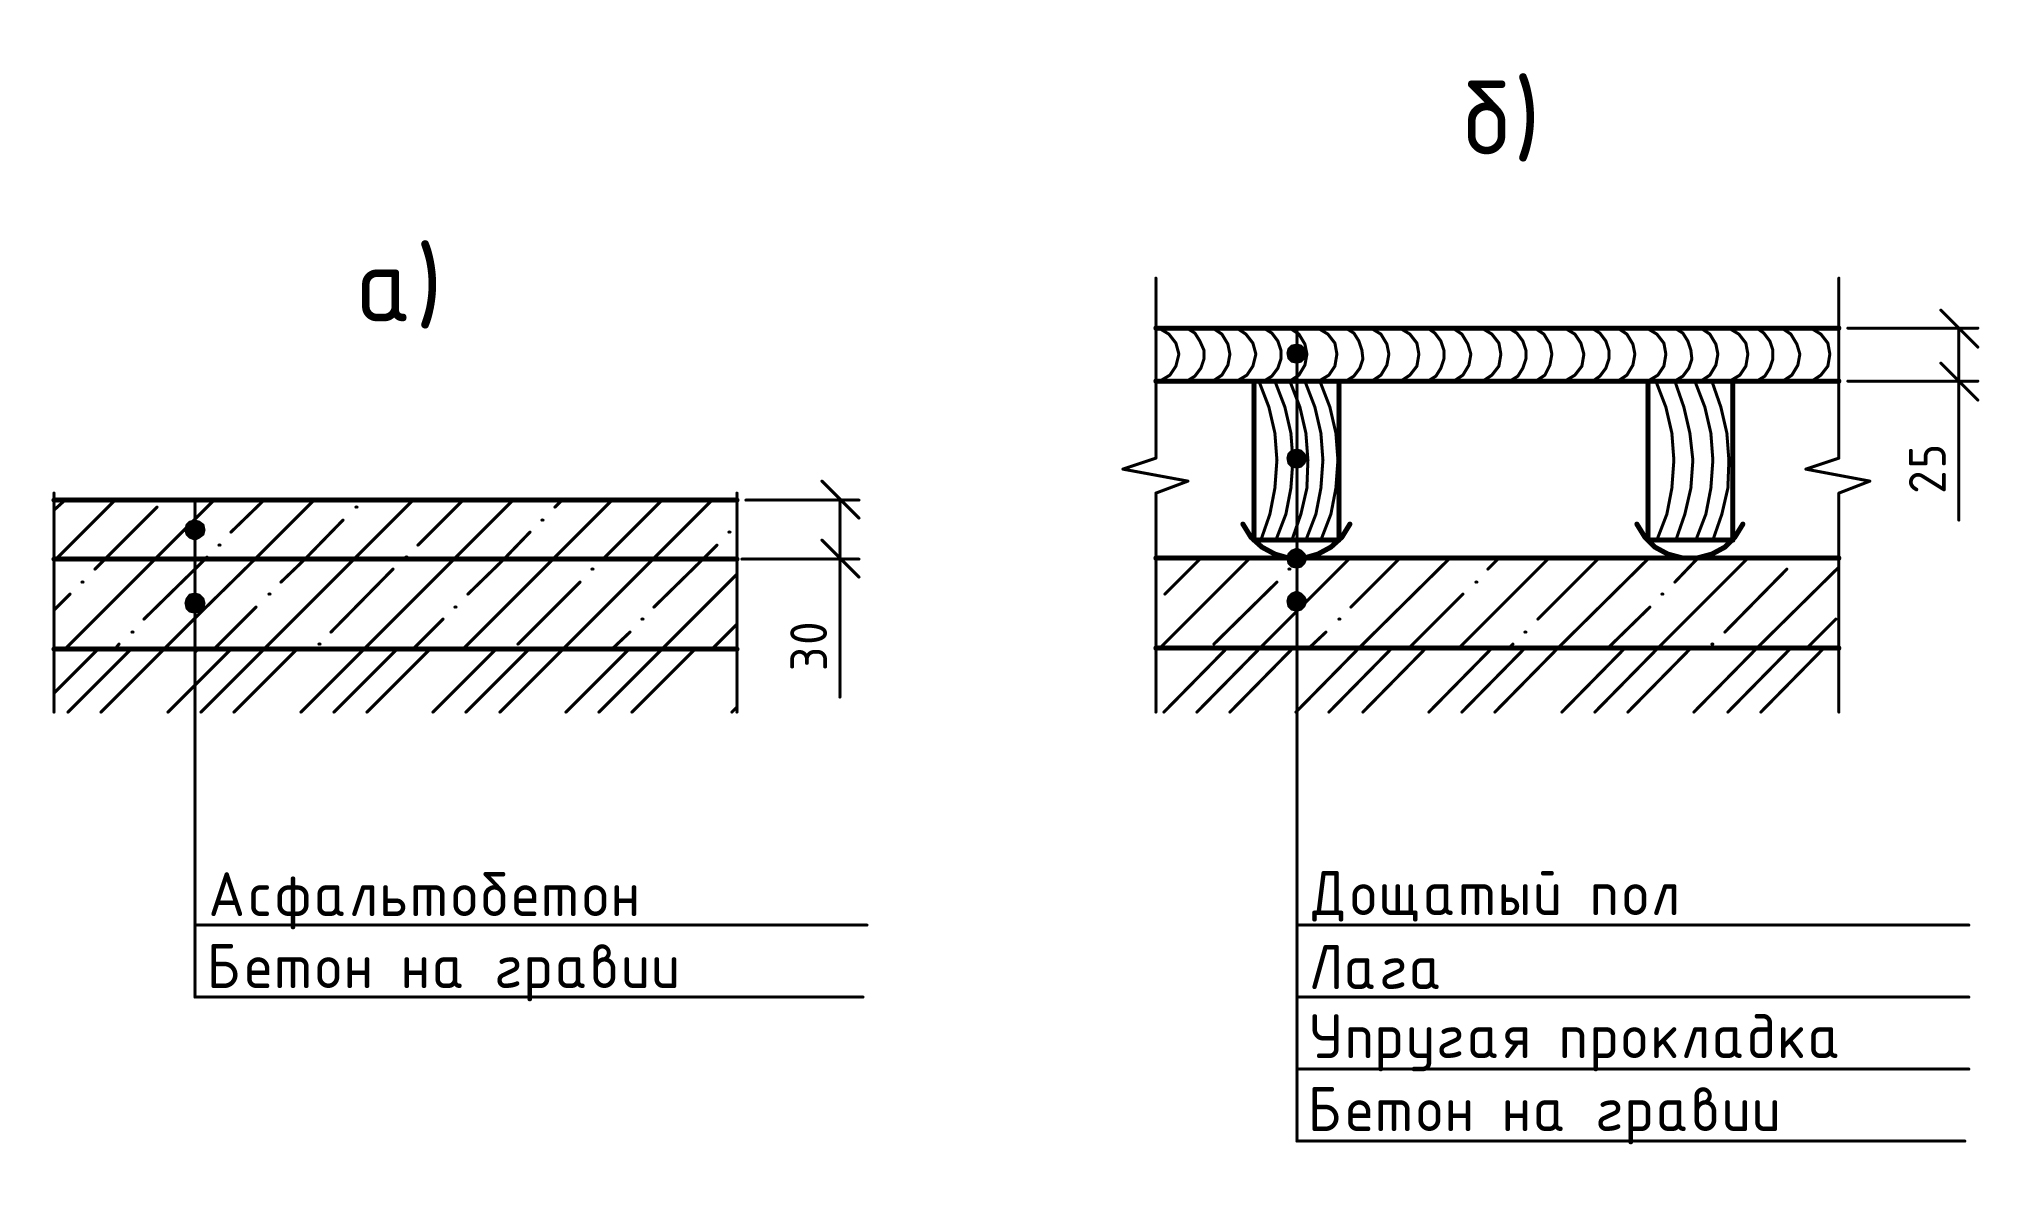 а)
30
Асфальтобетон
Бетон на гравии
б)
25
Дощатый пол
Лага
Упругая прокладка
Бетон на гравии